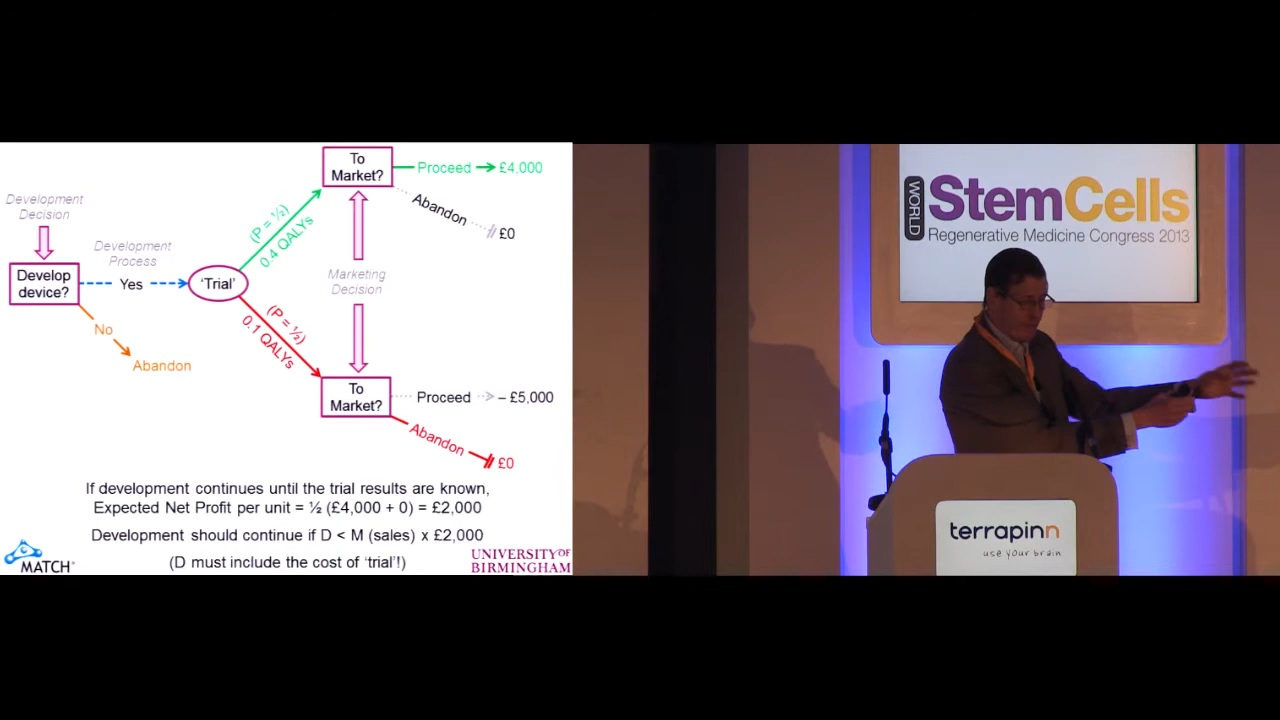 To
Market?
Proceed
£4,000
Abandon
£0
Development
Decision
(P = ½)
0.4 QALYs
Development
Process
Develop
device?
Yes
‘Trial’
Marketing
Decision
No
Abandon
(P = ½)
0.1 QALYs
To
Market?
Proceed
– £5,000
Abandon
£0
If development continues until the trial results are known,
Expected Net Profit per unit = ½ (£4,000 + 0) = £2,000
Development should continue if D < M (sales) x £2,000
(D must include the cost of ‘trial’!)
MATCH
UNIVERSITY OF
BIRMINGHAM
WORLD
StemCells
Regenerative Medicine Congress 2013
terrapinn
use your brain